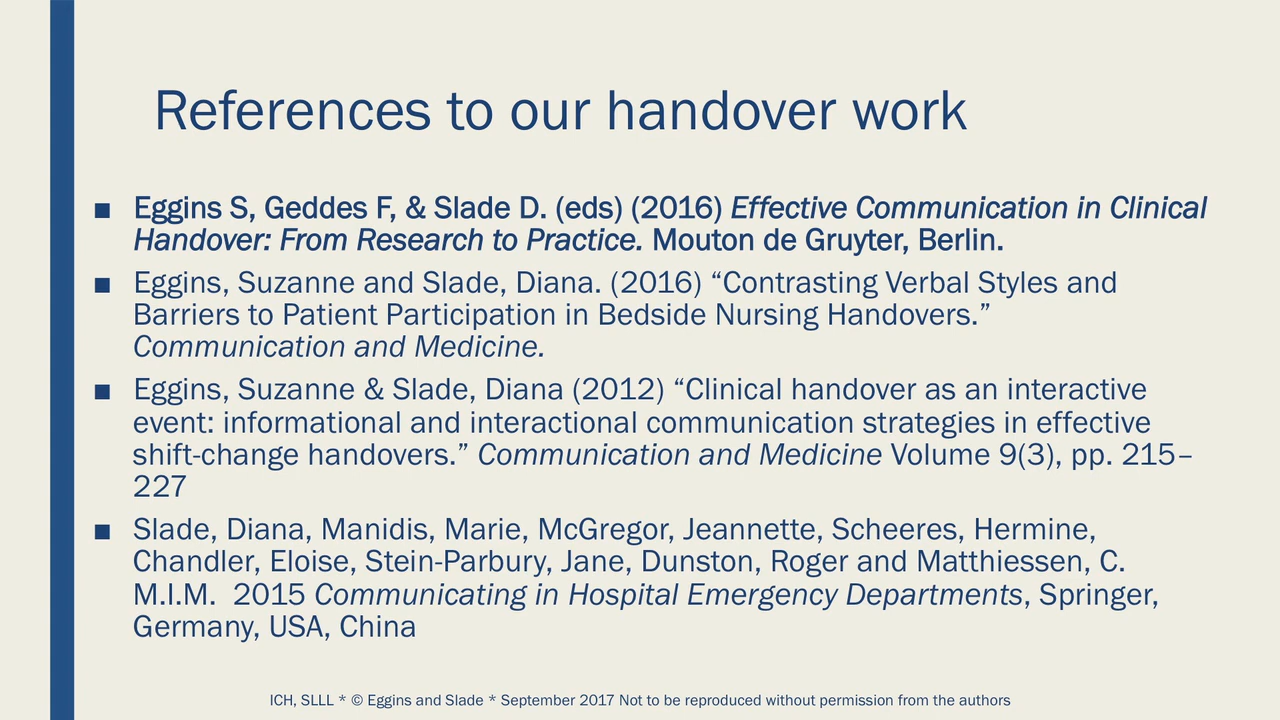 References to our handover work
■ Eggins S, Geddes F, & Slade D. (eds) (2016) Effective Communication in Clinical
Handover: From Research to Practice. Mouton de Gruyter, Berlin.
■ Eggins, Suzanne and Slade, Diana. (2016) “Contrasting Verbal Styles and
Barriers to Patient Participation in Bedside Nursing Handovers.”
Communication and Medicine.
■ Eggins, Suzanne & Slade, Diana (2012) “Clinical handover as an interactive
event: informational and interactional communication strategies in effective
shift-change handovers.” Communication and Medicine Volume 9(3), pp. 215–
227
■ Slade, Diana, Manidis, Marie, McGregor, Jeannette, Scheeres, Hermine,
Chandler, Eloise, Stein-Parbury, Jane, Dunston, Roger and Matthiessen, C.
M.I.M.  2015 Communicating in Hospital Emergency Departments, Springer,
Germany, USA, China
ICH, SLLL * © Eggins and Slade * September 2017 Not to be reproduced without permission from the authors